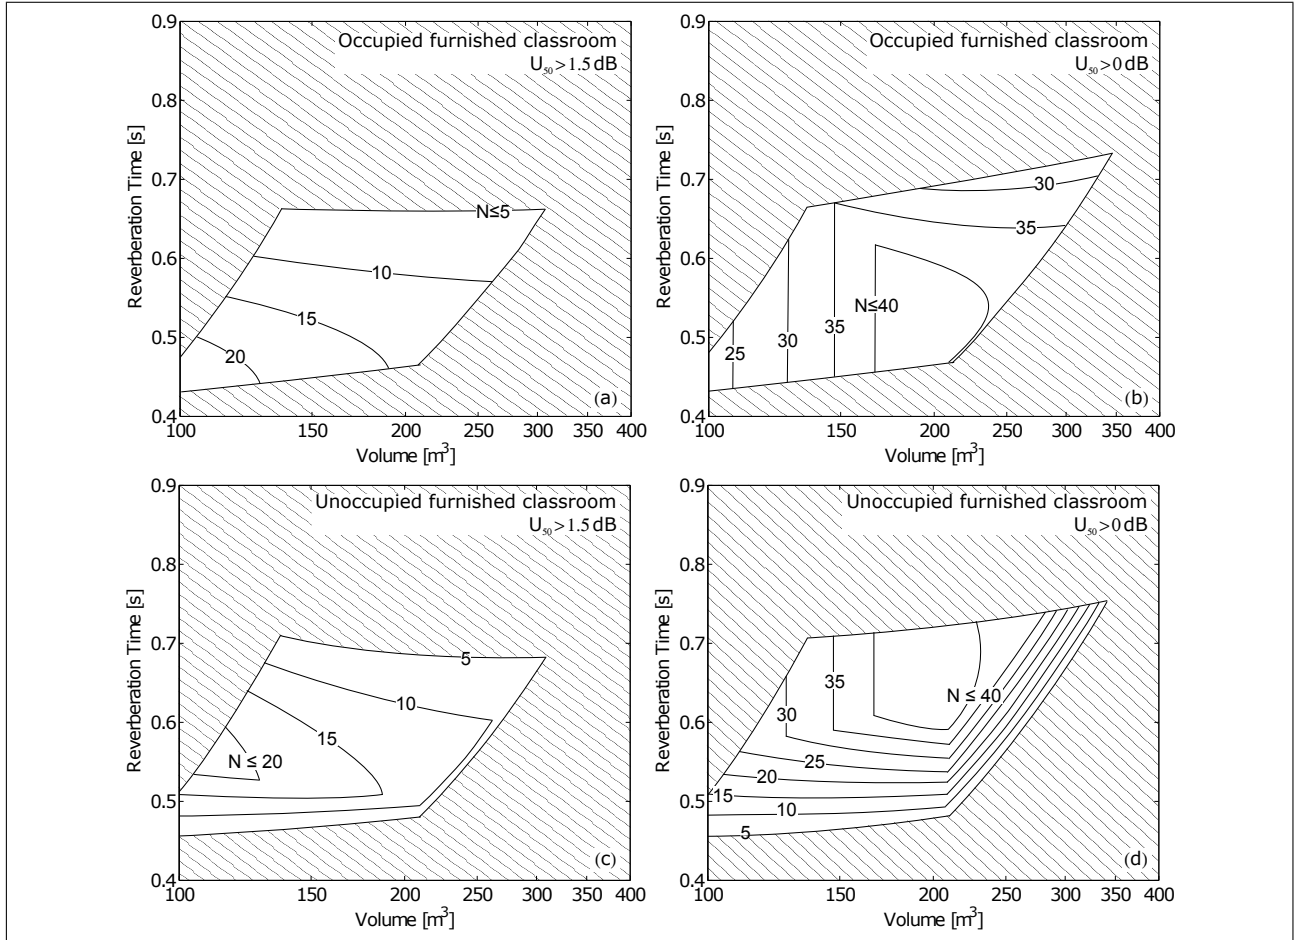 Occupied furnished classroom
U₅₀>1.5 dB
Reverberation Time [s]
0.9
0.8
0.7
0.6
0.5
0.4
N≤5
10
15
20
(a)
100 150 200 250 300 350 400
Volume [m³]
Occupied furnished classroom
U₅₀>0 dB
Reverberation Time [s]
0.9
0.8
0.7
0.6
0.5
0.4
30
35
N≤40
35
30
25
(b)
100 150 200 250 300 350 400
Volume [m³]
Unoccupied furnished classroom
U₅₀>1.5 dB
Reverberation Time [s]
0.9
0.8
0.7
0.6
0.5
0.4
5
10
15
N ≤ 20
(c)
100 150 200 250 300 350 400
Volume [m³]
Unoccupied furnished classroom
U₅₀>0 dB
Reverberation Time [s]
0.9
0.8
0.7
0.6
0.5
0.4
35
N ≤ 40
30
25
20
15
10
5
(d)
100 150 200 250 300 350 400
Volume [m³]